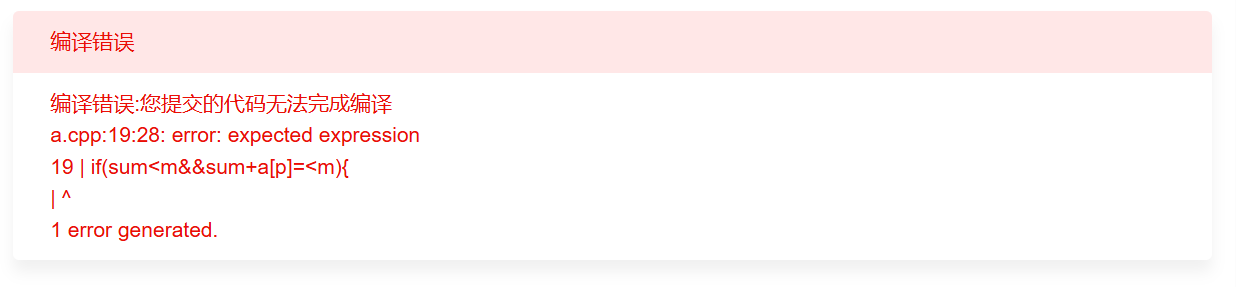 编译错误
编译错误:您提交的代码无法完成编译
a.cpp:19:28: error: expected expression
19 | if(sum<m&&sum+a[p]=<m){
| ^
1 error generated.